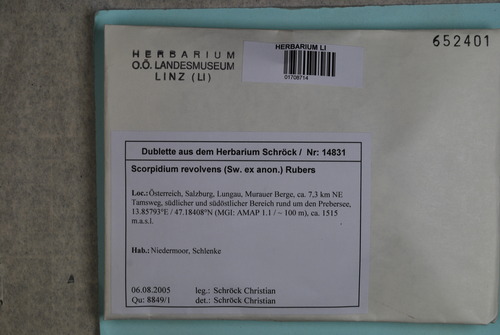 HERBARIUM
O.Ö. LANDESMUSEUM
LINZ (LI)
HERBARIUM LI
01708714
652401
Dublette aus dem Herbarium Schröck / Nr: 14831
Scorpidium revolvens (Sw. ex anon.) Rubers
Loc.:Österreich, Salzburg, Lungau, Murauer Berge, ca. 7,3 km NE
Tamsweg, südlicher und südöstlicher Bereich rund um den Prebersee,
13.85793°E / 47.18408°N (MGI: AMAP 1.1 / ~ 100 m), ca. 1515
m.a.s.l.
Hab.: Niedermoor, Schlenke
06.08.2005 leg.: Schröck Christian
Qu: 8849/1 det.: Schröck Christian